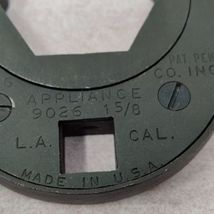 PAT. PEN
APPLIANCE CO. INC.
9026 1 5/8
L.A. CAL.
MADE IN U.S.A.